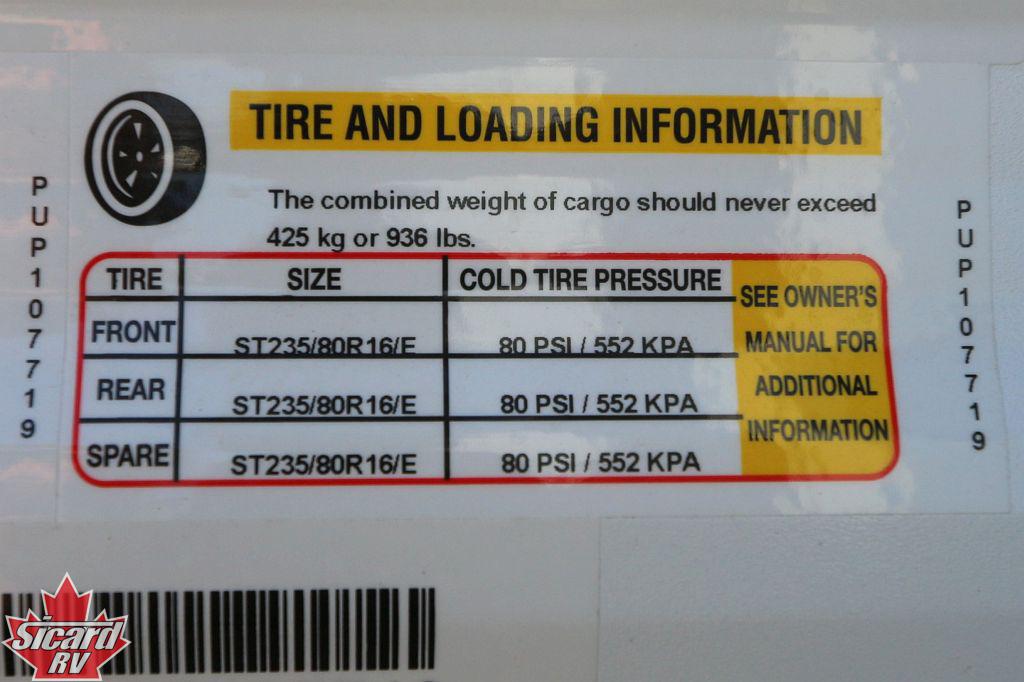 TIRE AND LOADING INFORMATION
The combined weight of cargo should never exceed
425 kg or 936 lbs.
TIRE SIZE COLD TIRE PRESSURE
FRONT ST235/80R16/E 80 PSI / 552 KPA
REAR ST235/80R16/E 80 PSI / 552 KPA
SPARE ST235/80R16/E 80 PSI / 552 KPA
SEE OWNER'S
MANUAL FOR
ADDITIONAL
INFORMATION
PUP107719
PUP107719
Sicard
RV